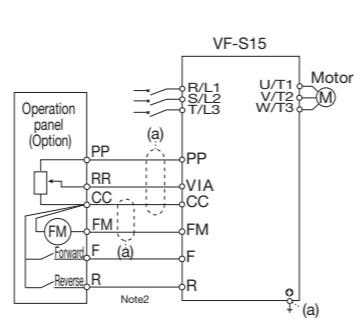 VF-S15
R/L1
S/L2
T/L3
U/T1
V/T2
W/T3
Motor
M
Operation
panel
(Option)
(a)
PP
PP
RR
VIA
CC
CC
FM
FM
FM
(a)
Forward
F
F
Reverse
R
R
Note2
(a)